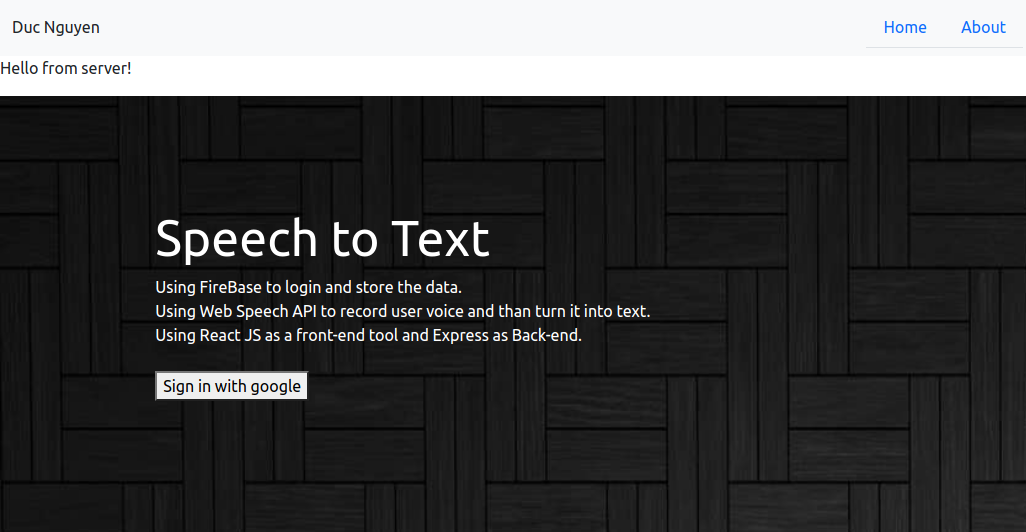 Duc Nguyen
Home About
Hello from server!
Speech to Text
Using FireBase to login and store the data.
Using Web Speech API to record user voice and than turn it into text.
Using React JS as a front-end tool and Express as Back-end.
Sign in with google